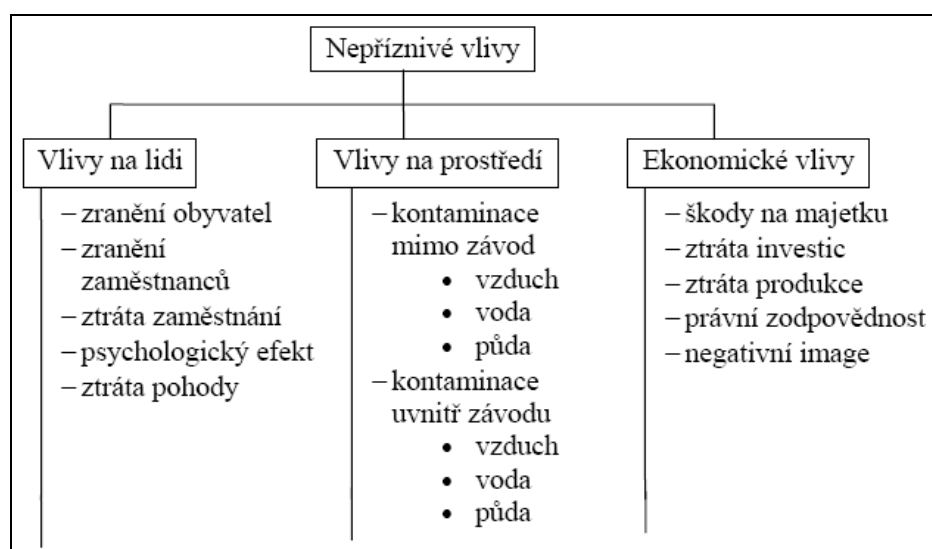 Nepříznivé vlivy
Vlivy na lidi
– zranění obyvatel
– zranění
zaměstnanců
– ztráta zaměstnání
– psychologický efekt
– ztráta pohody
Vlivy na prostředí
– kontaminace
mimo závod
• vzduch
• voda
• půda
– kontaminace
uvnitř závodu
• vzduch
• voda
• půda
Ekonomické vlivy
– škody na majetku
– ztráta investic
– ztráta produkce
– právní zodpovědnost
– negativní image